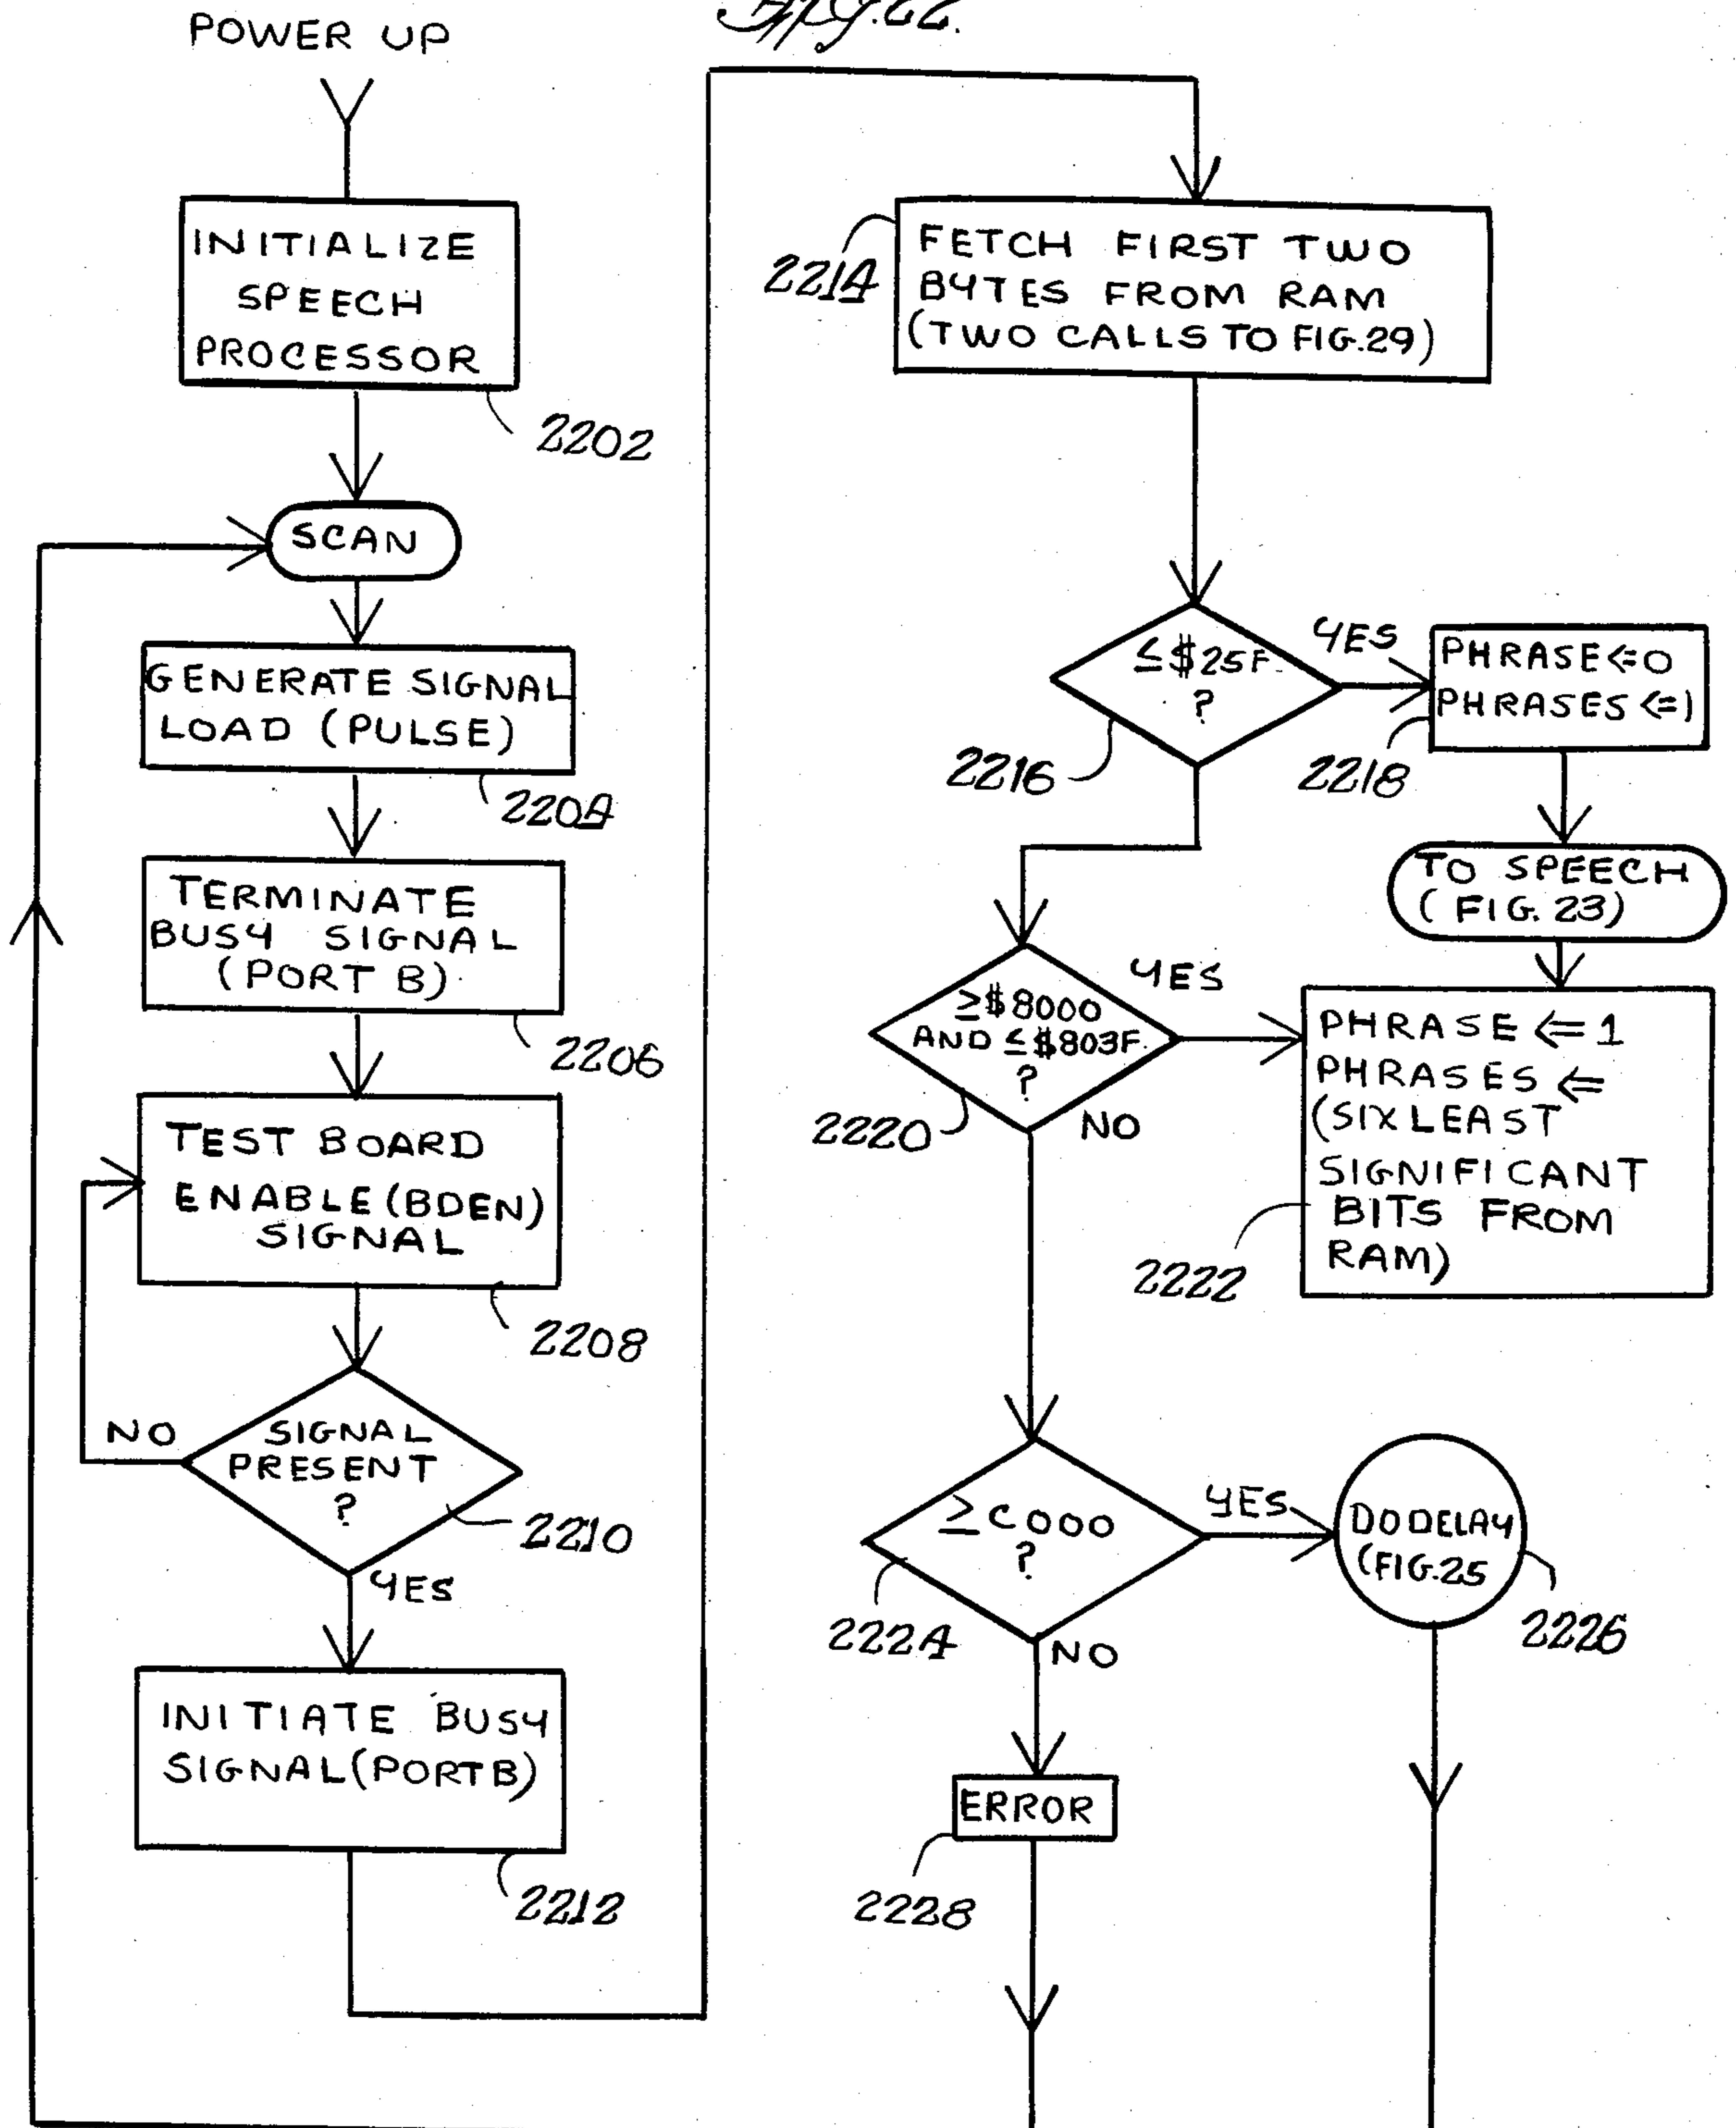 POWER UP
Fig. 22.
INITIALIZE
SPEECH
PROCESSOR
2202
SCAN
GENERATE SIGNAL
LOAD (PULSE)
2204
TERMINATE
BUSY SIGNAL
(PORT B)
2206
TEST BOARD
ENABLE (BDEN)
SIGNAL
2208
SIGNAL
PRESENT
?
NO
2210
YES
INITIATE BUSY
SIGNAL (PORT B)
2212
FETCH FIRST TWO
BYTES FROM RAM
(TWO CALLS TO FIG. 29)
2214
≤$25F
?
YES
2216
PHRASE⇐0
PHRASES⇐1
2218
TO SPEECH
(FIG. 23)
≥$8000
AND ≤$803F
?
YES
2220
NO
PHRASE ⇐ 1
PHRASES ⇐
(SIX LEAST
SIGNIFICANT
BITS FROM
RAM)
2222
≥C000
?
YES
2224
NO
DO DELAY
(FIG. 25
2226
ERROR
2228